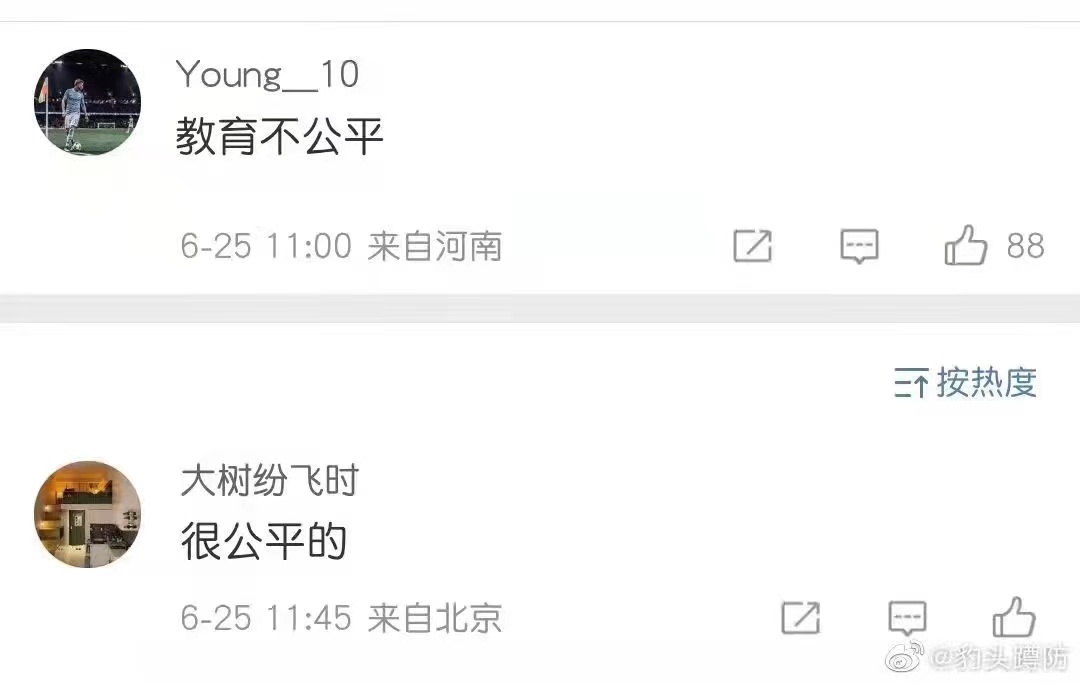 Young__10
教育不公平
6-25 11:00 来自河南
88
按热度
大树纷飞时
很公平的
6-25 11:45 来自北京
@豹头蹲防